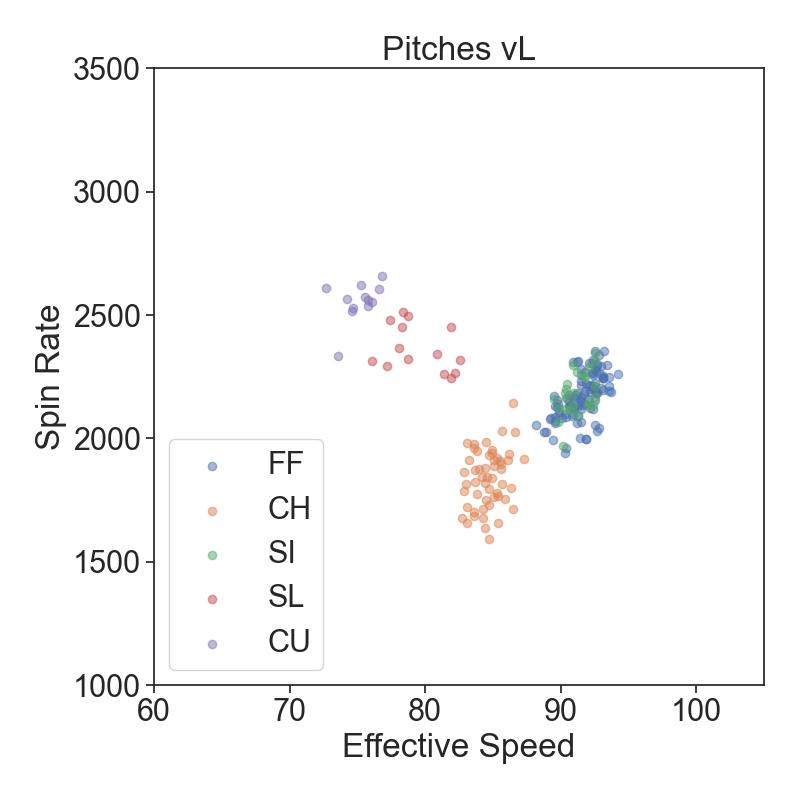 Pitches vL
3500
3000
2500
2000
1500
1000
Spin Rate
FF
CH
SI
SL
CU
60 70 80 90 100
Effective Speed